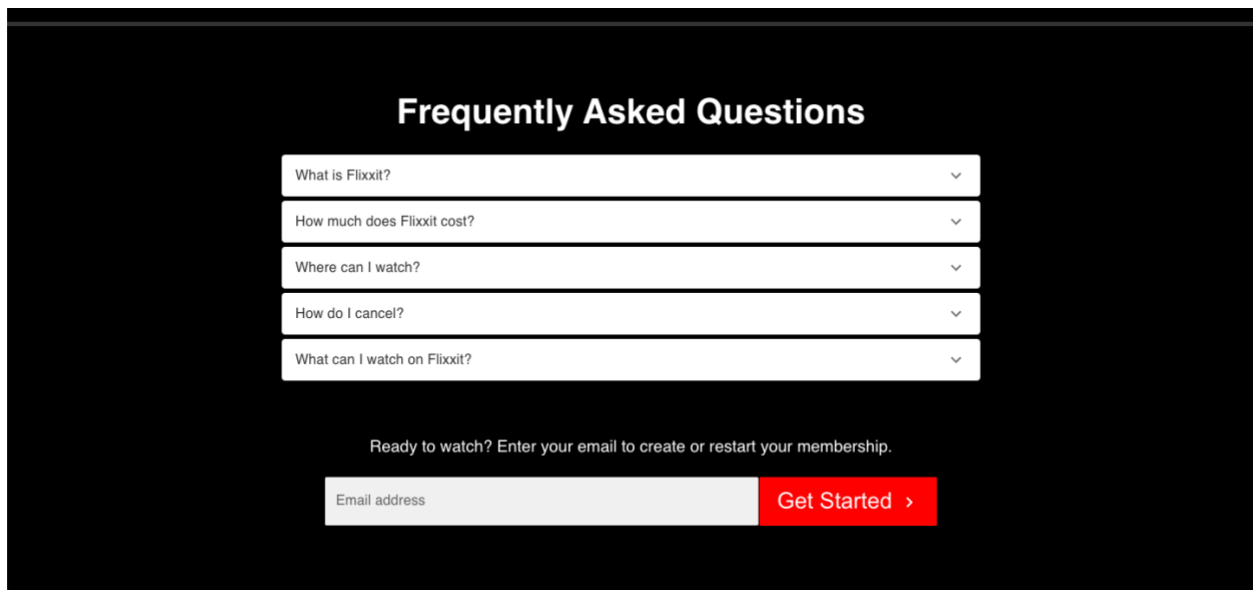 Frequently Asked Questions
What is Flixxit?
How much does Flixxit cost?
Where can I watch?
How do I cancel?
What can I watch on Flixxit?
Ready to watch? Enter your email to create or restart your membership.
Email address
Get Started